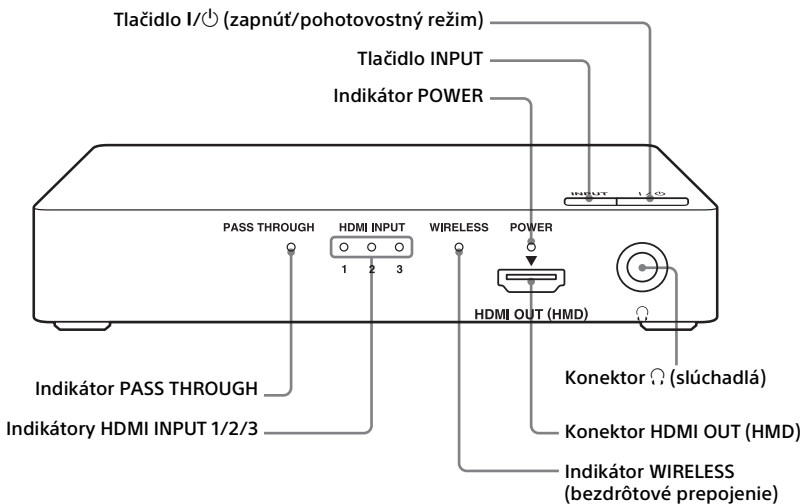 Tlačidlo I/⏻ (zapnúť/pohotovostný režim)
Tlačidlo INPUT
Indikátor POWER
INPUT I/⏻
PASS THROUGH HDMI INPUT WIRELESS POWER
1 2 3
HDMI OUT (HMD)
Indikátor PASS THROUGH
Konektor 🎧 (slúchadlá)
Indikátory HDMI INPUT 1/2/3
Konektor HDMI OUT (HMD)
Indikátor WIRELESS
(bezdrôtové prepojenie)